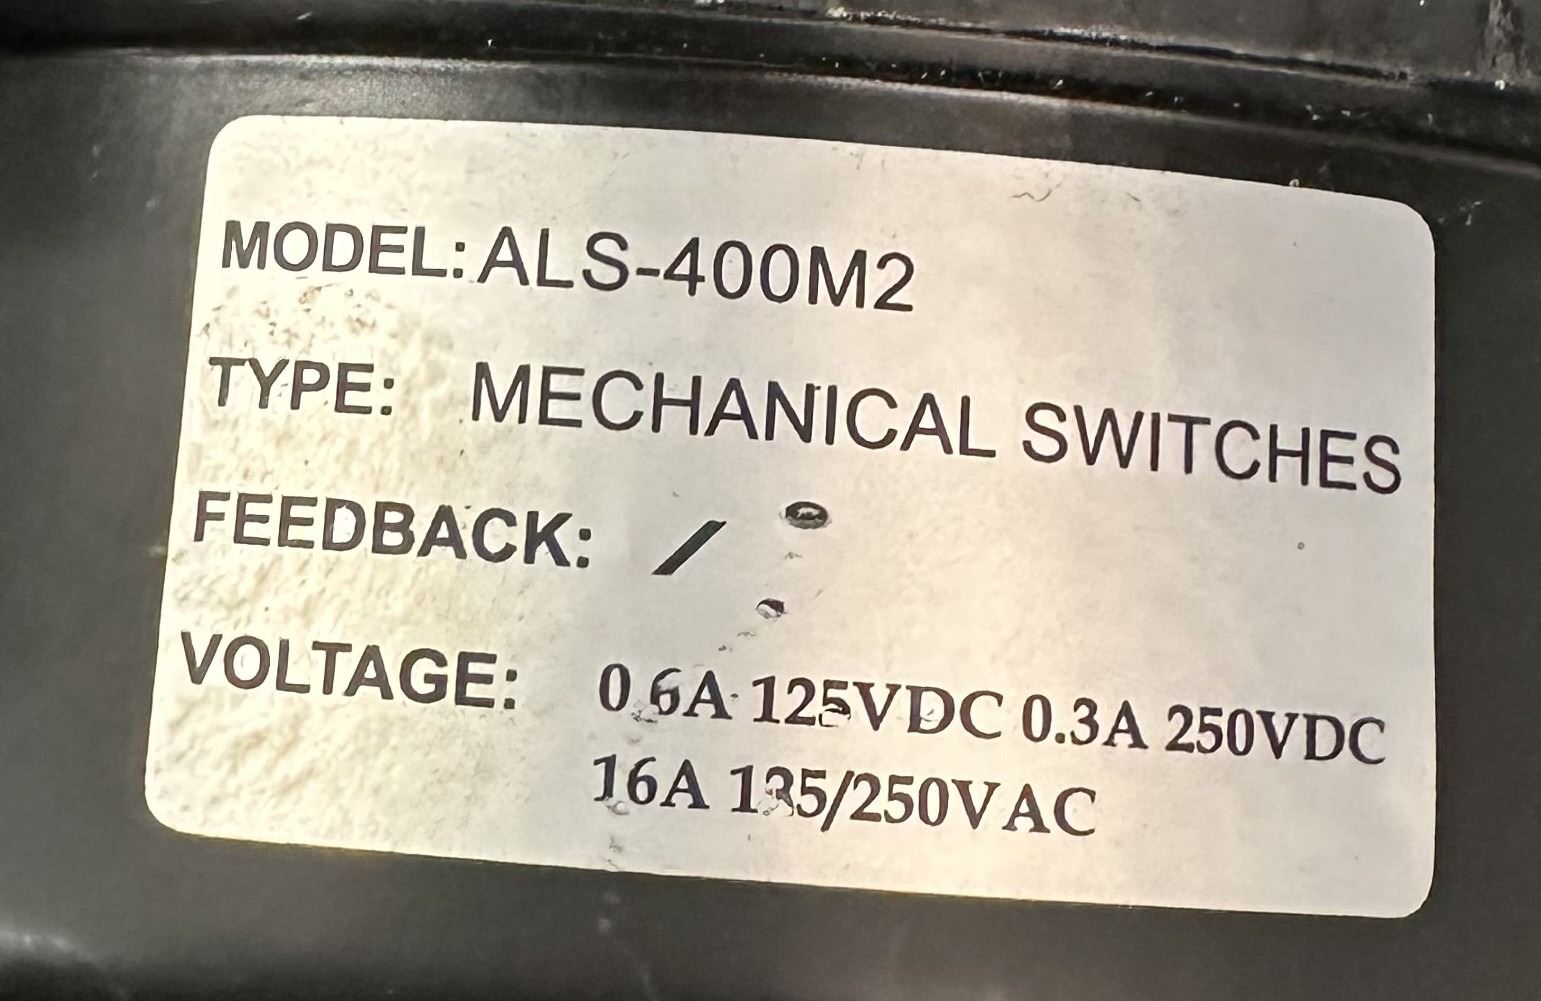 MODEL: ALS-400M2
TYPE: MECHANICAL SWITCHES
FEEDBACK: /
VOLTAGE: 0.6A 125VDC 0.3A 250VDC
16A 125/250VAC